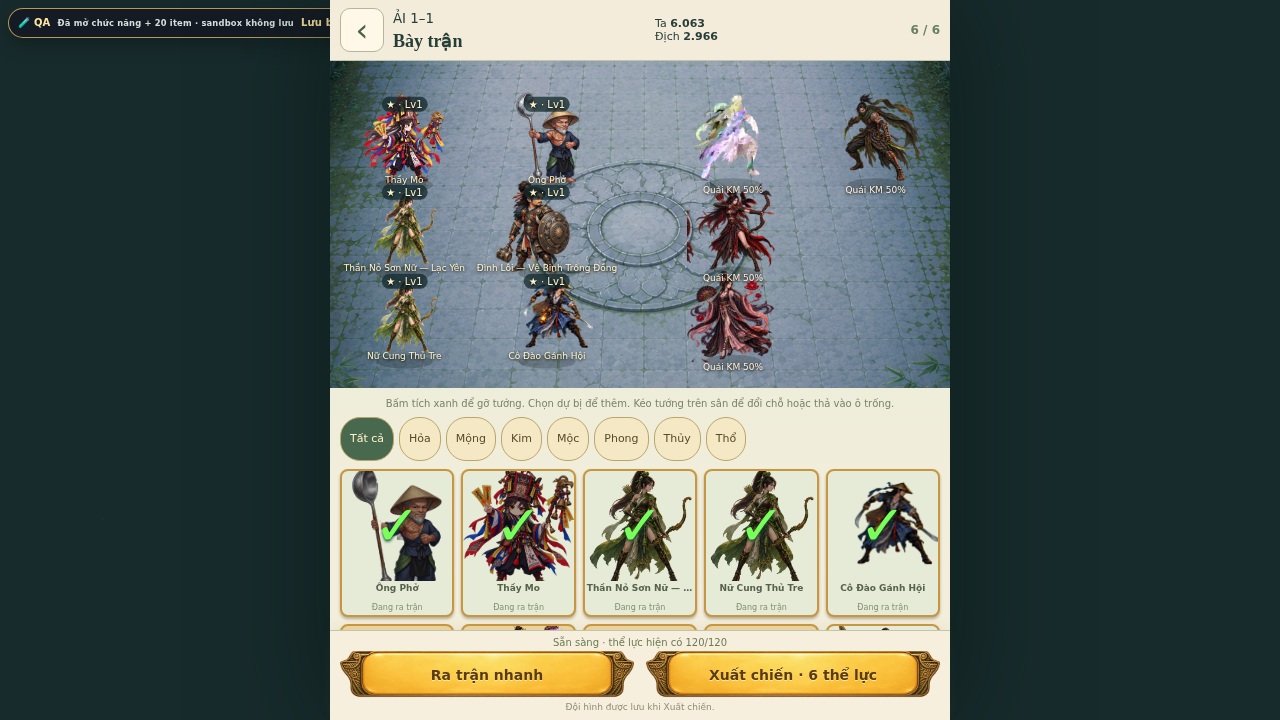 QA Đã mở chức năng + 20 item · sandbox không lưu Lưu
ẢI 1–1
Bày trận
Ta 6.063
Địch 2.966
6 / 6
★ · Lv1
★ · Lv1
Thầy Mo
Ông Phở
Quái KM 50%
Quái KM 50%
★ · Lv1
★ · Lv1
Thần Nỏ Sơn Nữ — Lạc Yên
Đinh Lôi — Vệ Binh Trống Đồng
Quái KM 50%
★ · Lv1
★ · Lv1
Nữ Cung Thủ Tre
Cô Đào Gánh Hội
Quái KM 50%
Bấm tích xanh để gỡ tướng. Chọn dự bị để thêm. Kéo tướng trên sân để đổi chỗ hoặc thả vào ô trống.
Tất cả
Hỏa
Mộng
Kim
Mộc
Phong
Thủy
Thổ
Ông Phở
Thầy Mo
Thần Nỏ Sơn Nữ — ...
Nữ Cung Thủ Tre
Cô Đào Gánh Hội
Đang ra trận
Đang ra trận
Đang ra trận
Đang ra trận
Đang ra trận
Sẵn sàng · thể lực hiện có 120/120
Ra trận nhanh
Xuất chiến · 6 thể lực
Đội hình được lưu khi Xuất chiến.